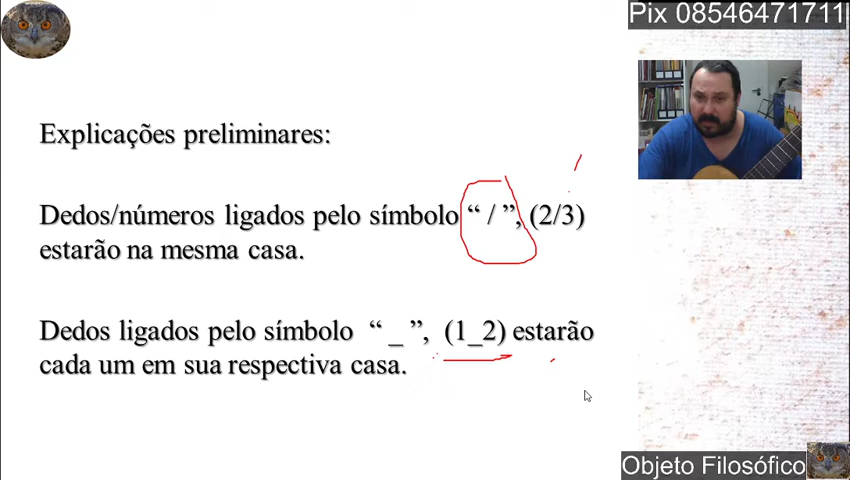 Pix 08546471711
Explicações preliminares:
Dedos/números ligados pelo símbolo “ / ”, (2/3)
estarão na mesma casa.
Dedos ligados pelo símbolo “ _ ”, (1_2) estarão
cada um em sua respectiva casa.
Objeto Filosófico